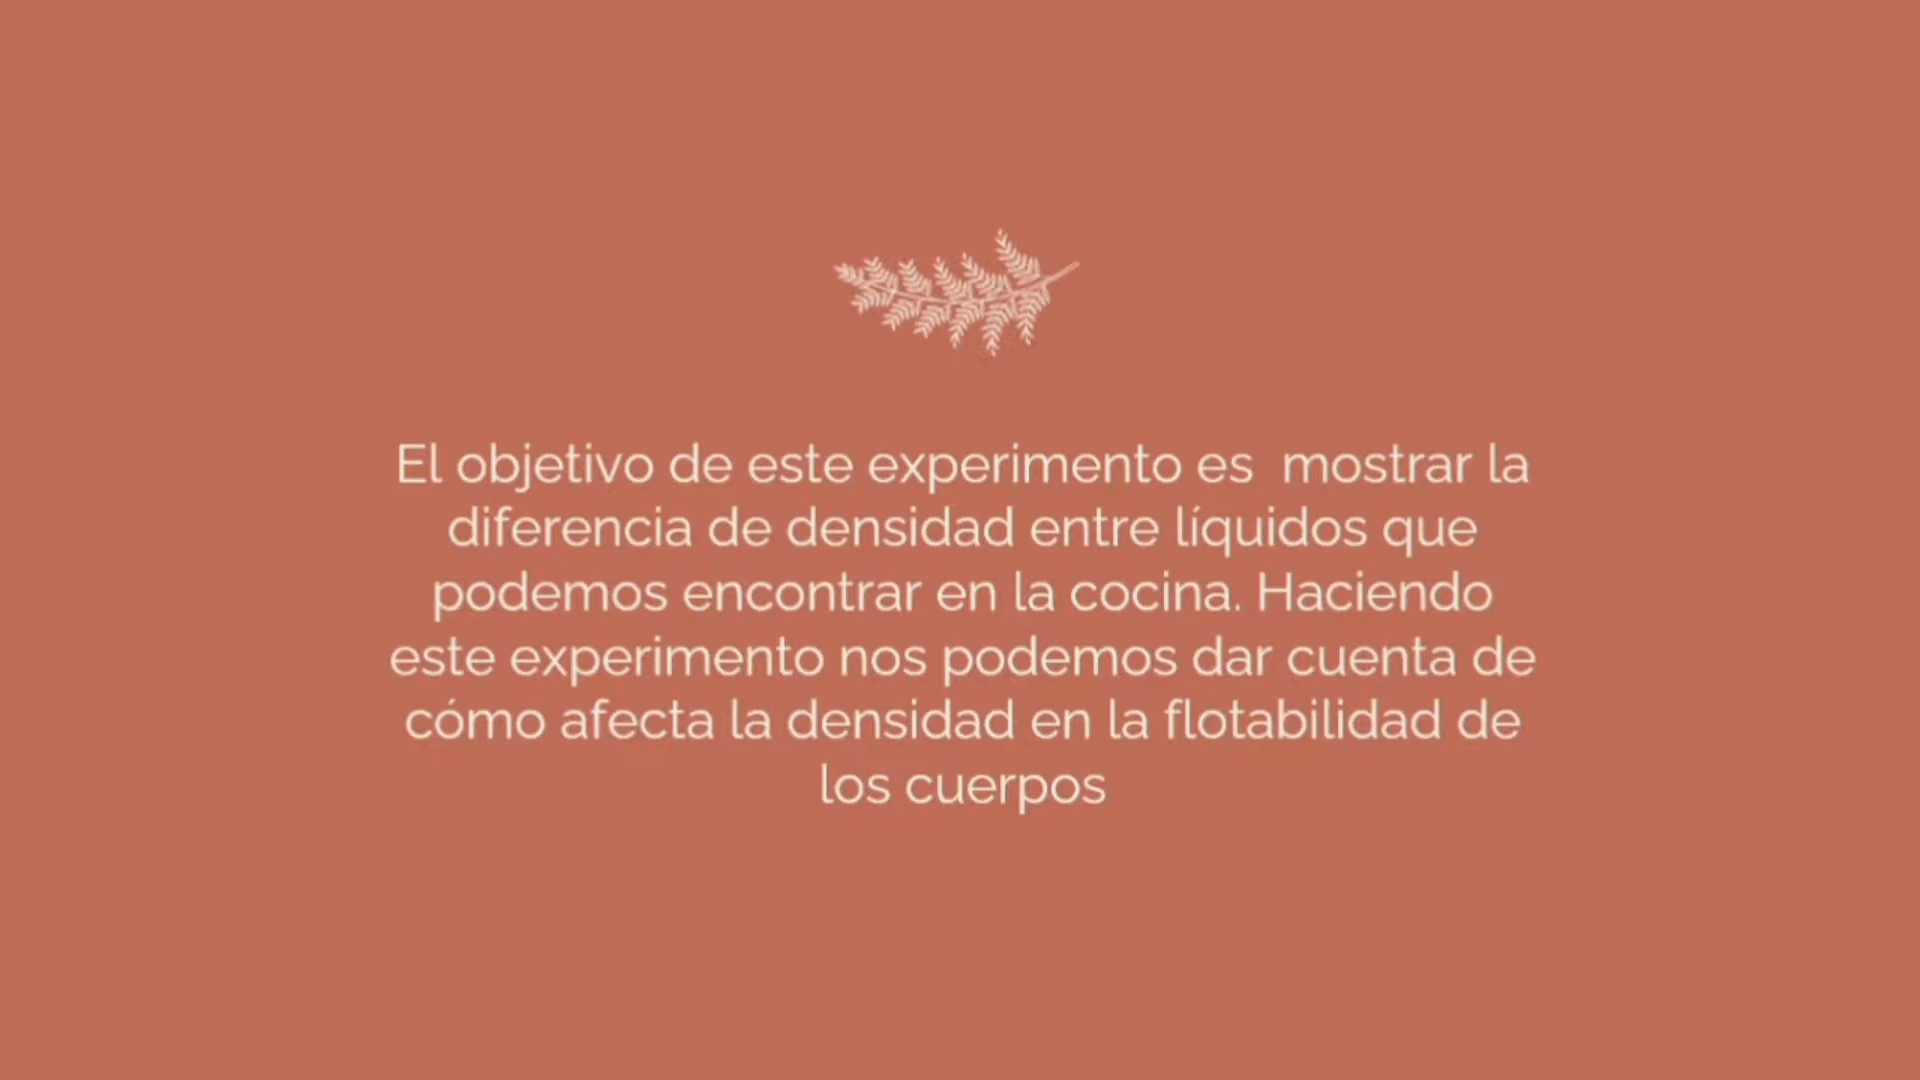 El objetivo de este experimento es  mostrar la
diferencia de densidad entre líquidos que
podemos encontrar en la cocina. Haciendo
este experimento nos podemos dar cuenta de
cómo afecta la densidad en la flotabilidad de
los cuerpos